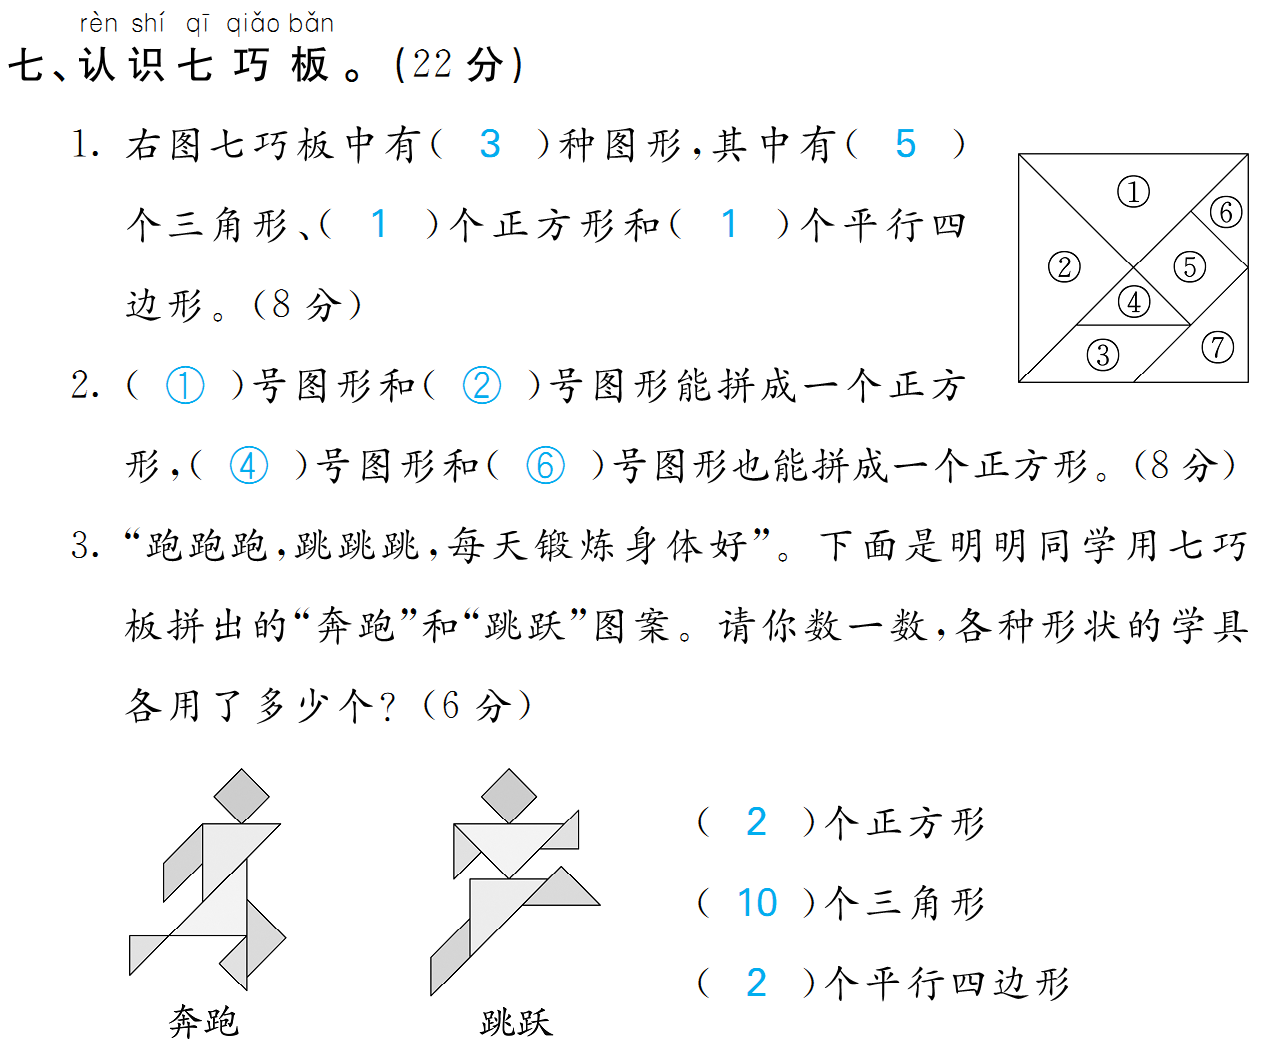 rèn shí qī qiǎo bǎn
七、认识七巧板。(22分)
1. 右图七巧板中有( 3 )种图形,其中有( 5 )
个三角形、( 1 )个正方形和( 1 )个平行四
边形。(8分)
① ⑥ ② ⑤ ④ ③ ⑦
2. ( ① )号图形和( ② )号图形能拼成一个正方
形,( ④ )号图形和( ⑥ )号图形也能拼成一个正方形。(8分)
3. “跑跑跑,跳跳跳,每天锻炼身体好”。下面是明明同学用七巧
板拼出的“奔跑”和“跳跃”图案。请你数一数,各种形状的学具
各用了多少个?(6分)
( 2 )个正方形
( 10 )个三角形
( 2 )个平行四边形
奔跑 跳跃